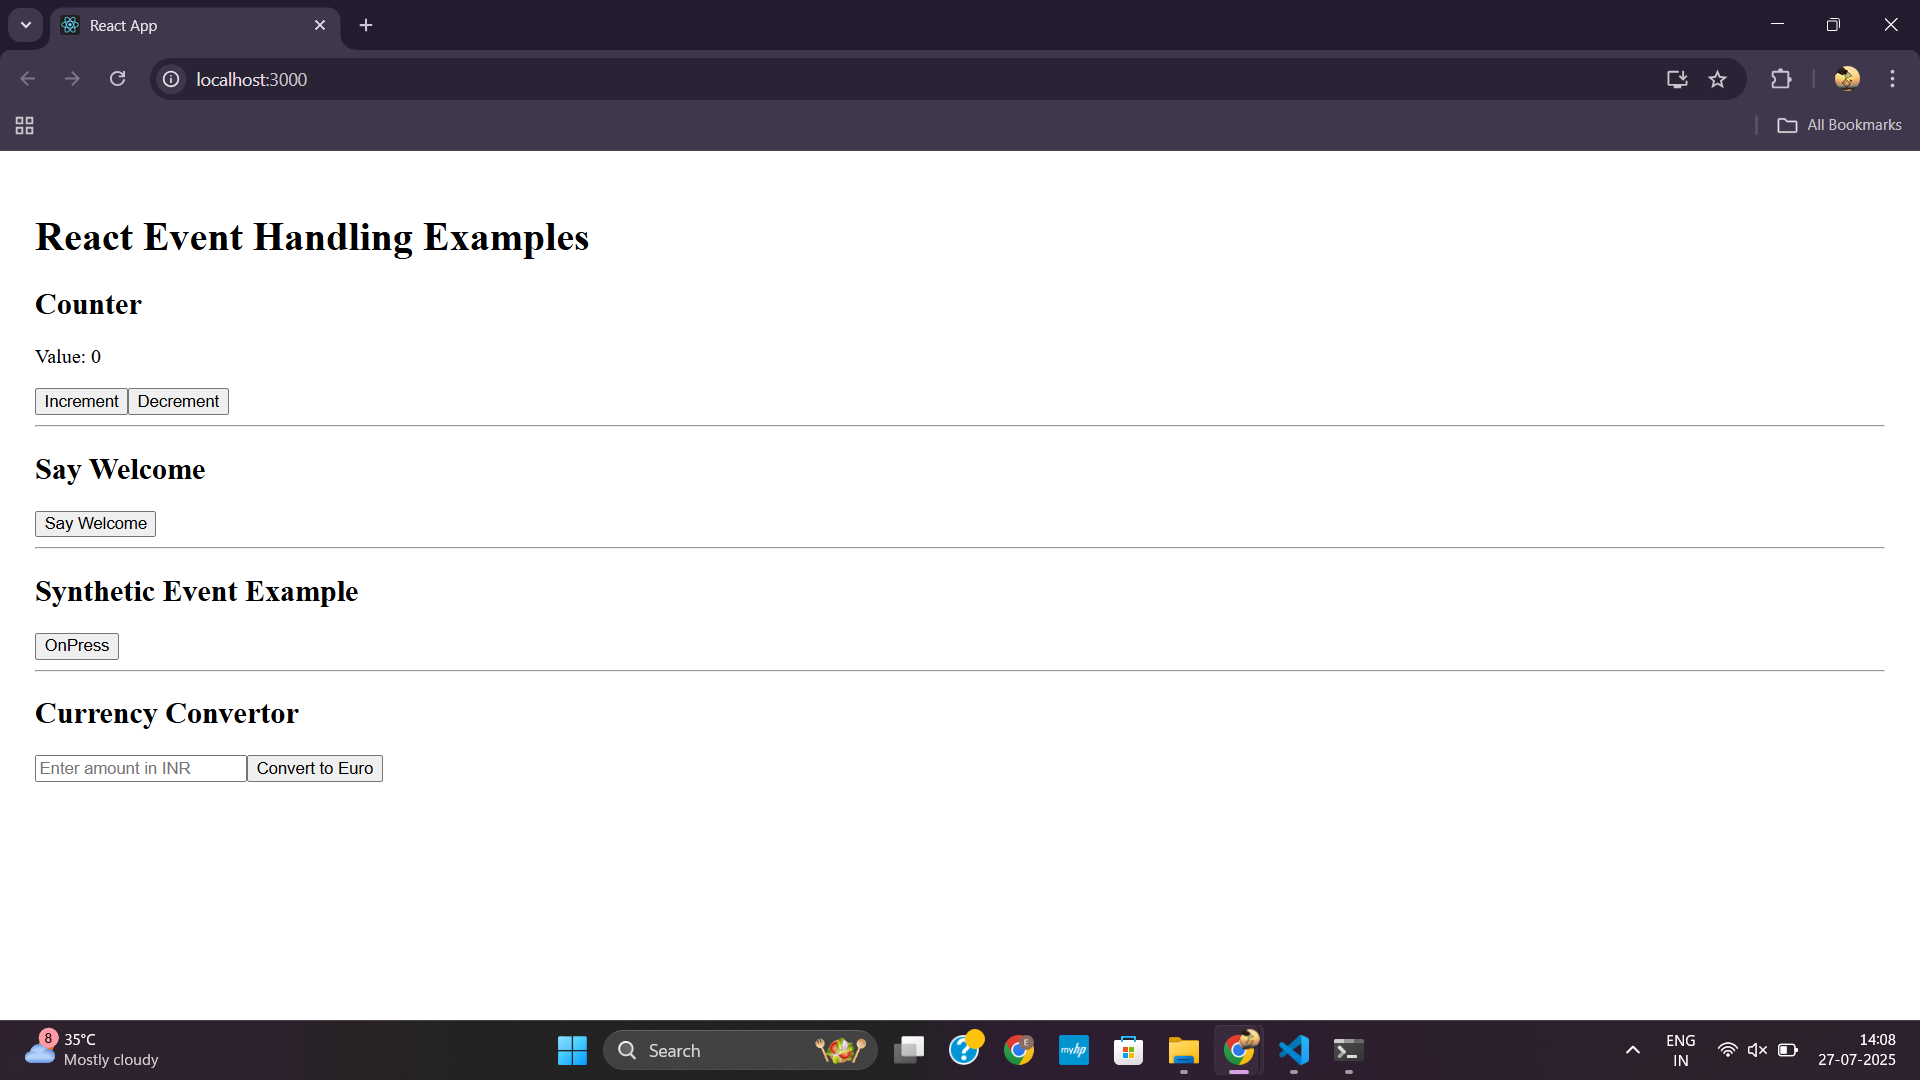 React App
localhost:3000
All Bookmarks
React Event Handling Examples
Counter
Value: 0
Increment Decrement
Say Welcome
Say Welcome
Synthetic Event Example
OnPress
Currency Convertor
Enter amount in INR Convert to Euro
8 35°C
Mostly cloudy
Search
E
myhp
ENG
IN
14:08
27-07-2025